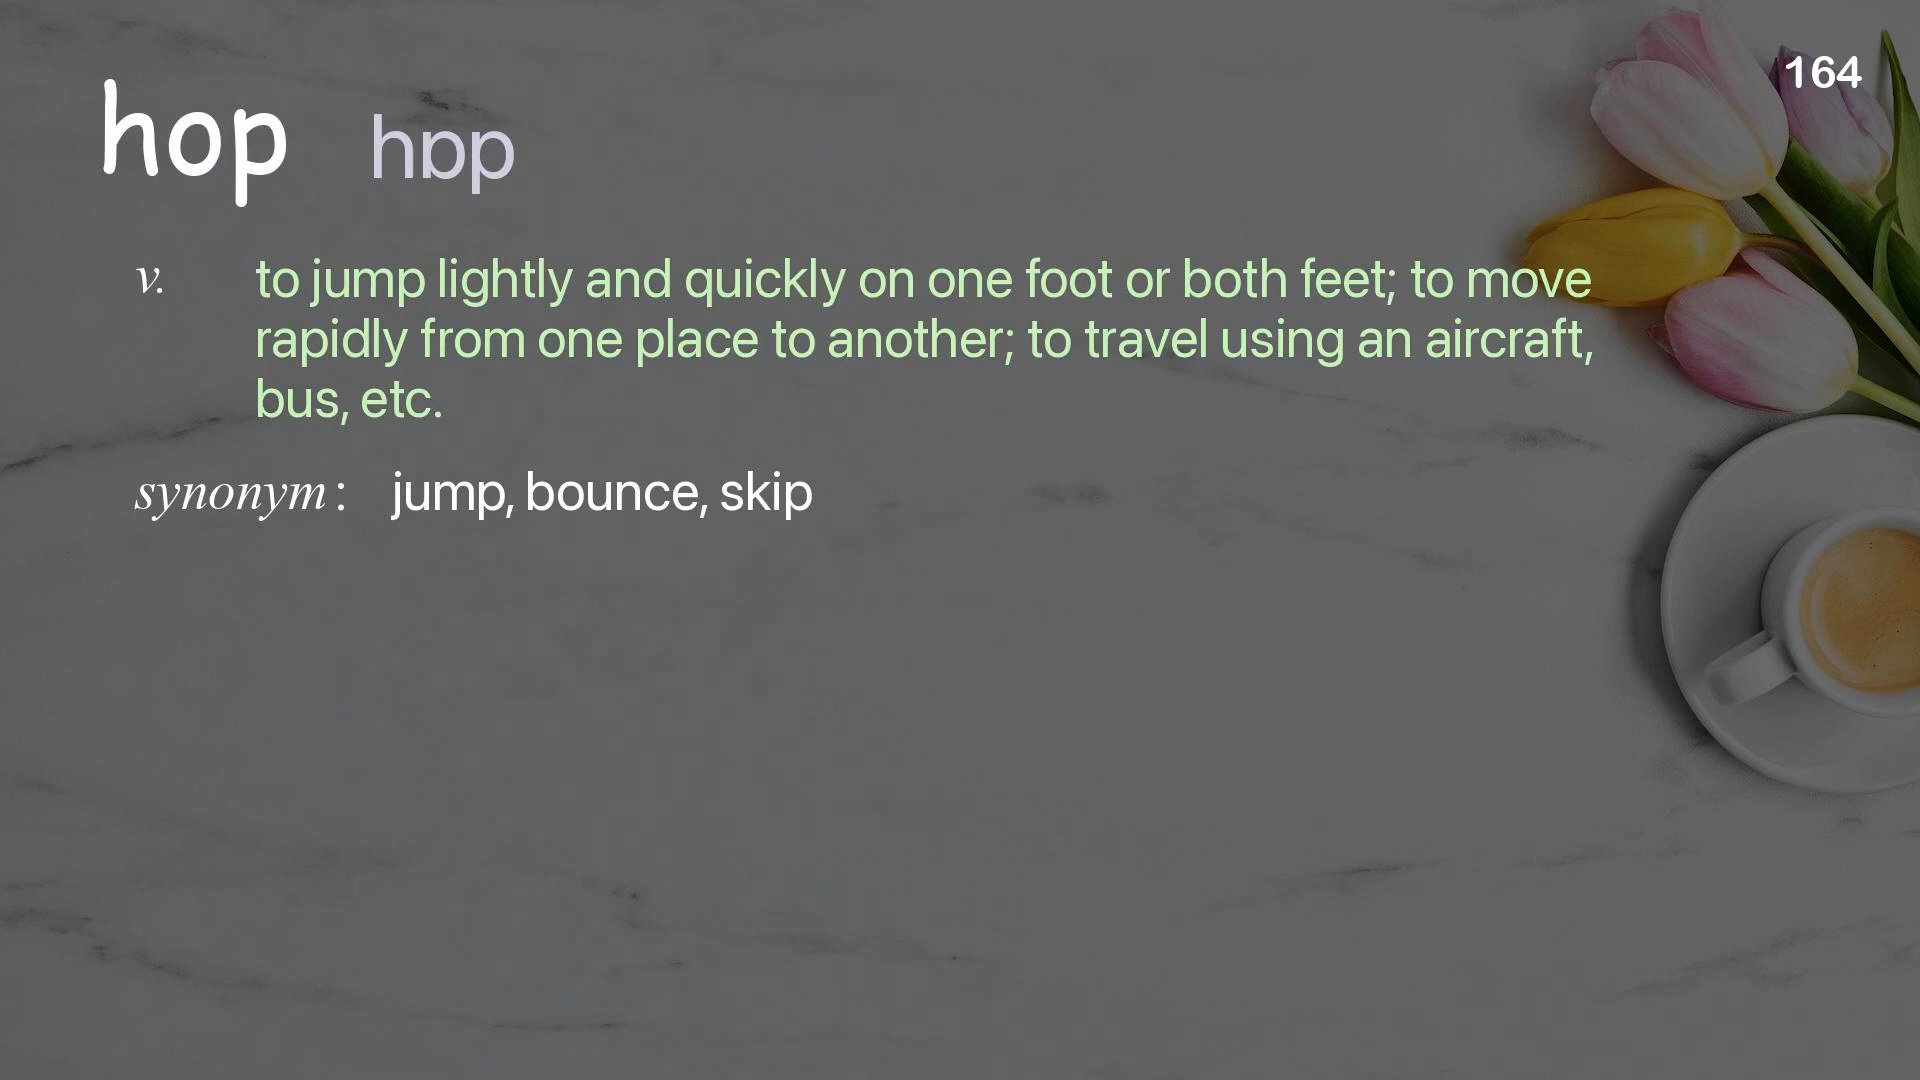 164
hop hɒp
v. to jump lightly and quickly on one foot or both feet; to move
rapidly from one place to another; to travel using an aircraft,
bus, etc.
synonym : jump, bounce, skip